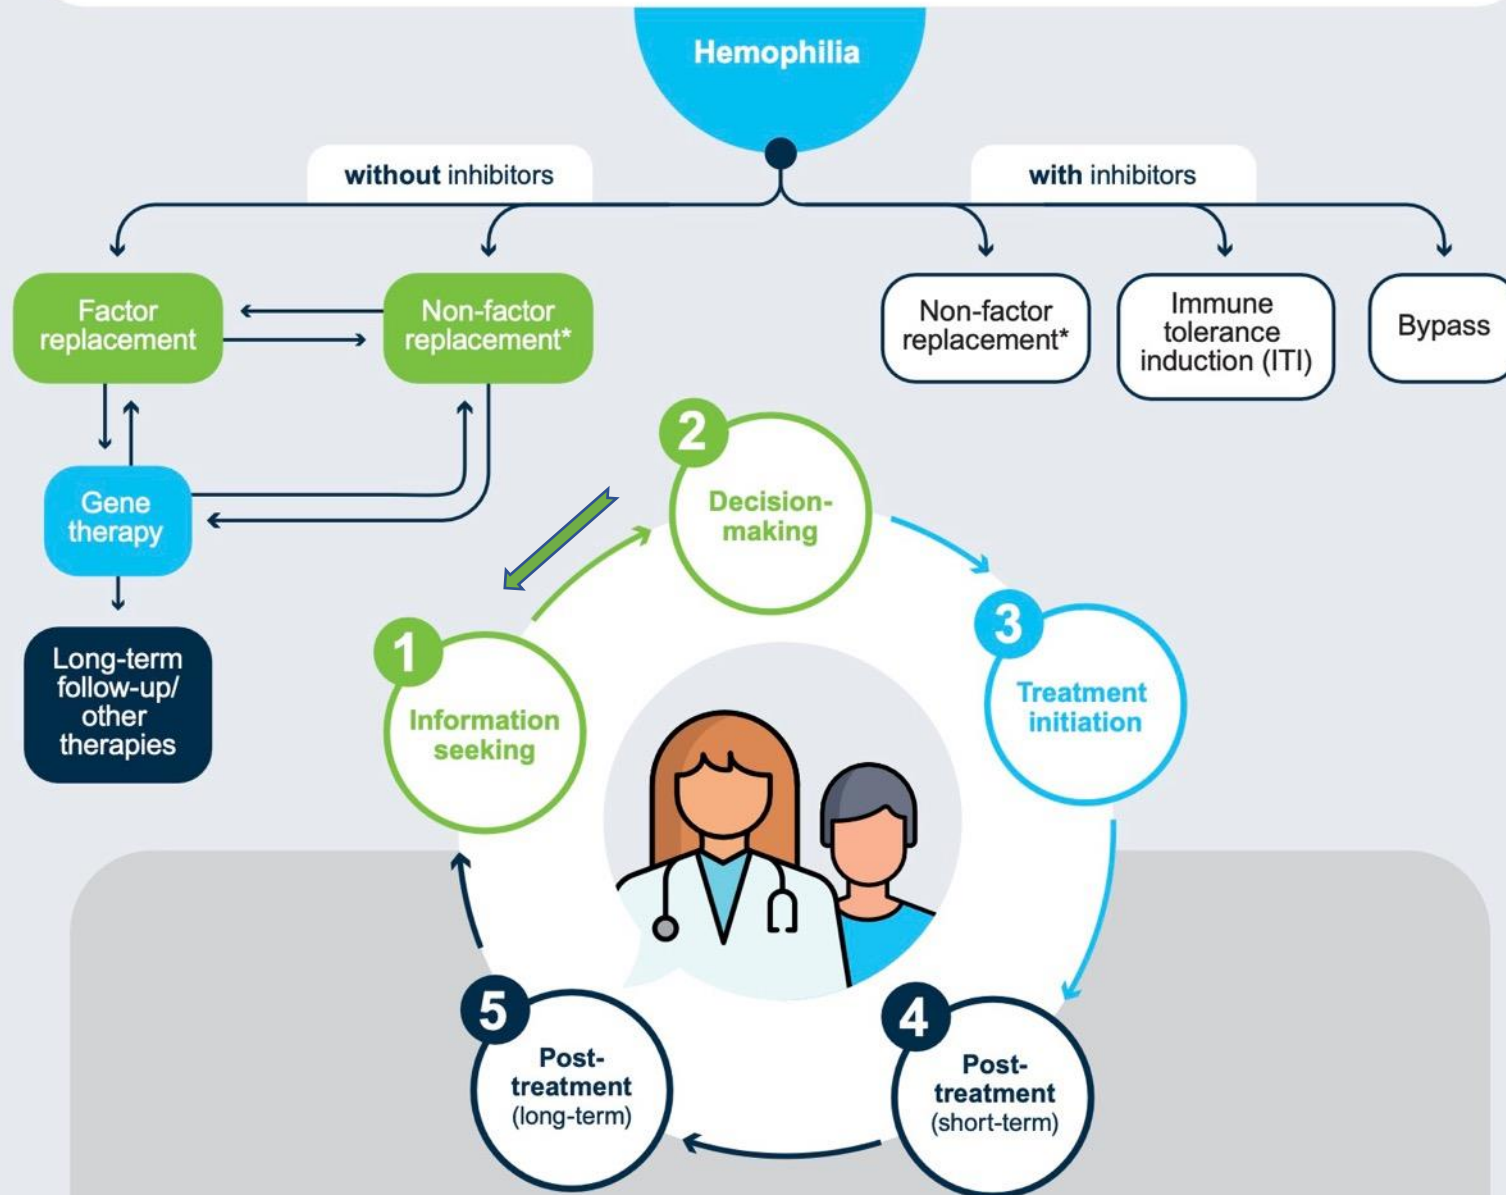 Hemophilia
without inhibitors
with inhibitors
Factor
replacement
Non-factor
replacement*
Non-factor
replacement*
Immune
tolerance
induction (ITI)
Bypass
Gene
therapy
Long-term
follow-up/
other
therapies
1
Information
seeking
2
Decision-
making
3
Treatment
initiation
4
Post-
treatment
(short-term)
5
Post-
treatment
(long-term)